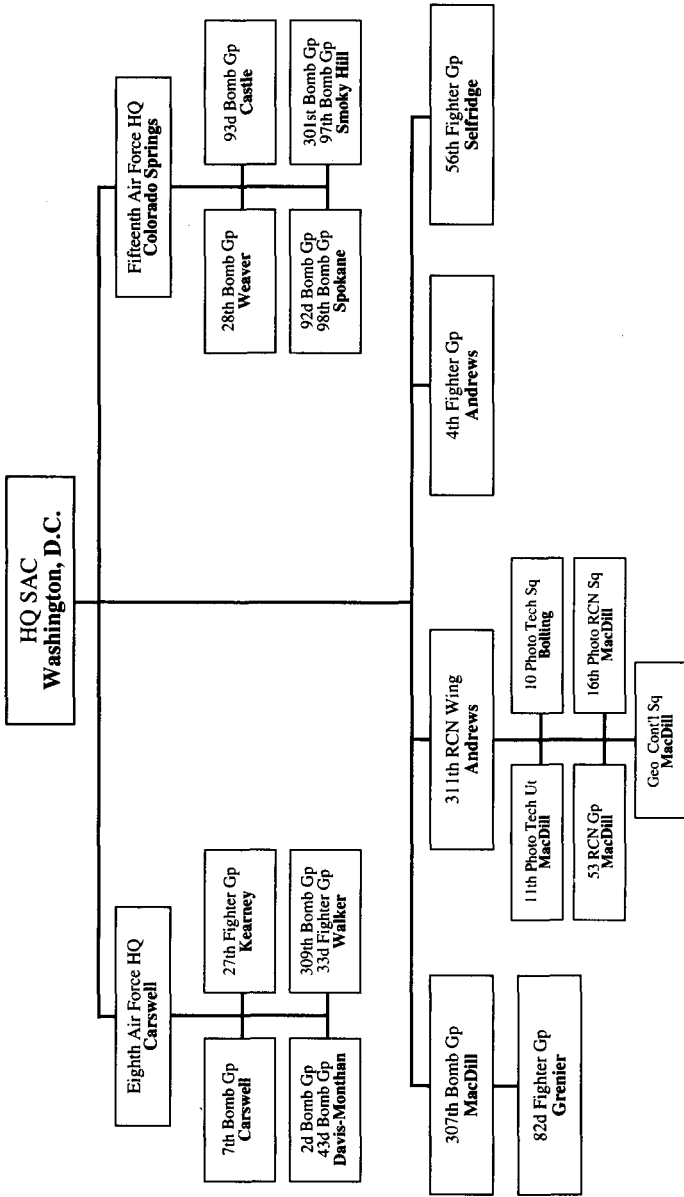 HQ SAC
Washington, D.C.
Eighth Air Force HQ
Carswell
7th Bomb Gp
Carswell
27th Fighter Gp
Kearney
2d Bomb Gp
43d Bomb Gp
Davis-Monthan
309th Bomb Gp
33d Fighter Gp
Walker
Fifteenth Air Force HQ
Colorado Springs
28th Bomb Gp
Weaver
93d Bomb Gp
Castle
92d Bomb Gp
98th Bomb Gp
Spokane
301st Bomb Gp
97th Bomb Gp
Smoky Hill
307th Bomb Gp
MacDill
82d Fighter Gp
Grenier
311th RCN Wing
Andrews
11th Photo Tech Ut
MacDill
10 Photo Tech Sq
Bolling
53 RCN Gp
MacDill
16th Photo RCN Sq
MacDill
Geo Cont'l Sq
MacDill
4th Fighter Gp
Andrews
56th Fighter Gp
Selfridge